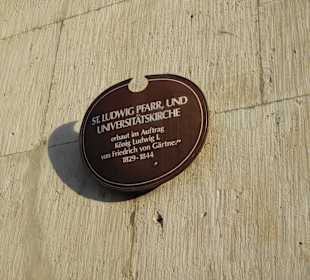 ST. LUDWIG PFARR, UND
UNIVERSITÄTSKIRCHE
erbaut im Auftrag
König Ludwig I.
von Friedrich von Gärtner
1829-1844